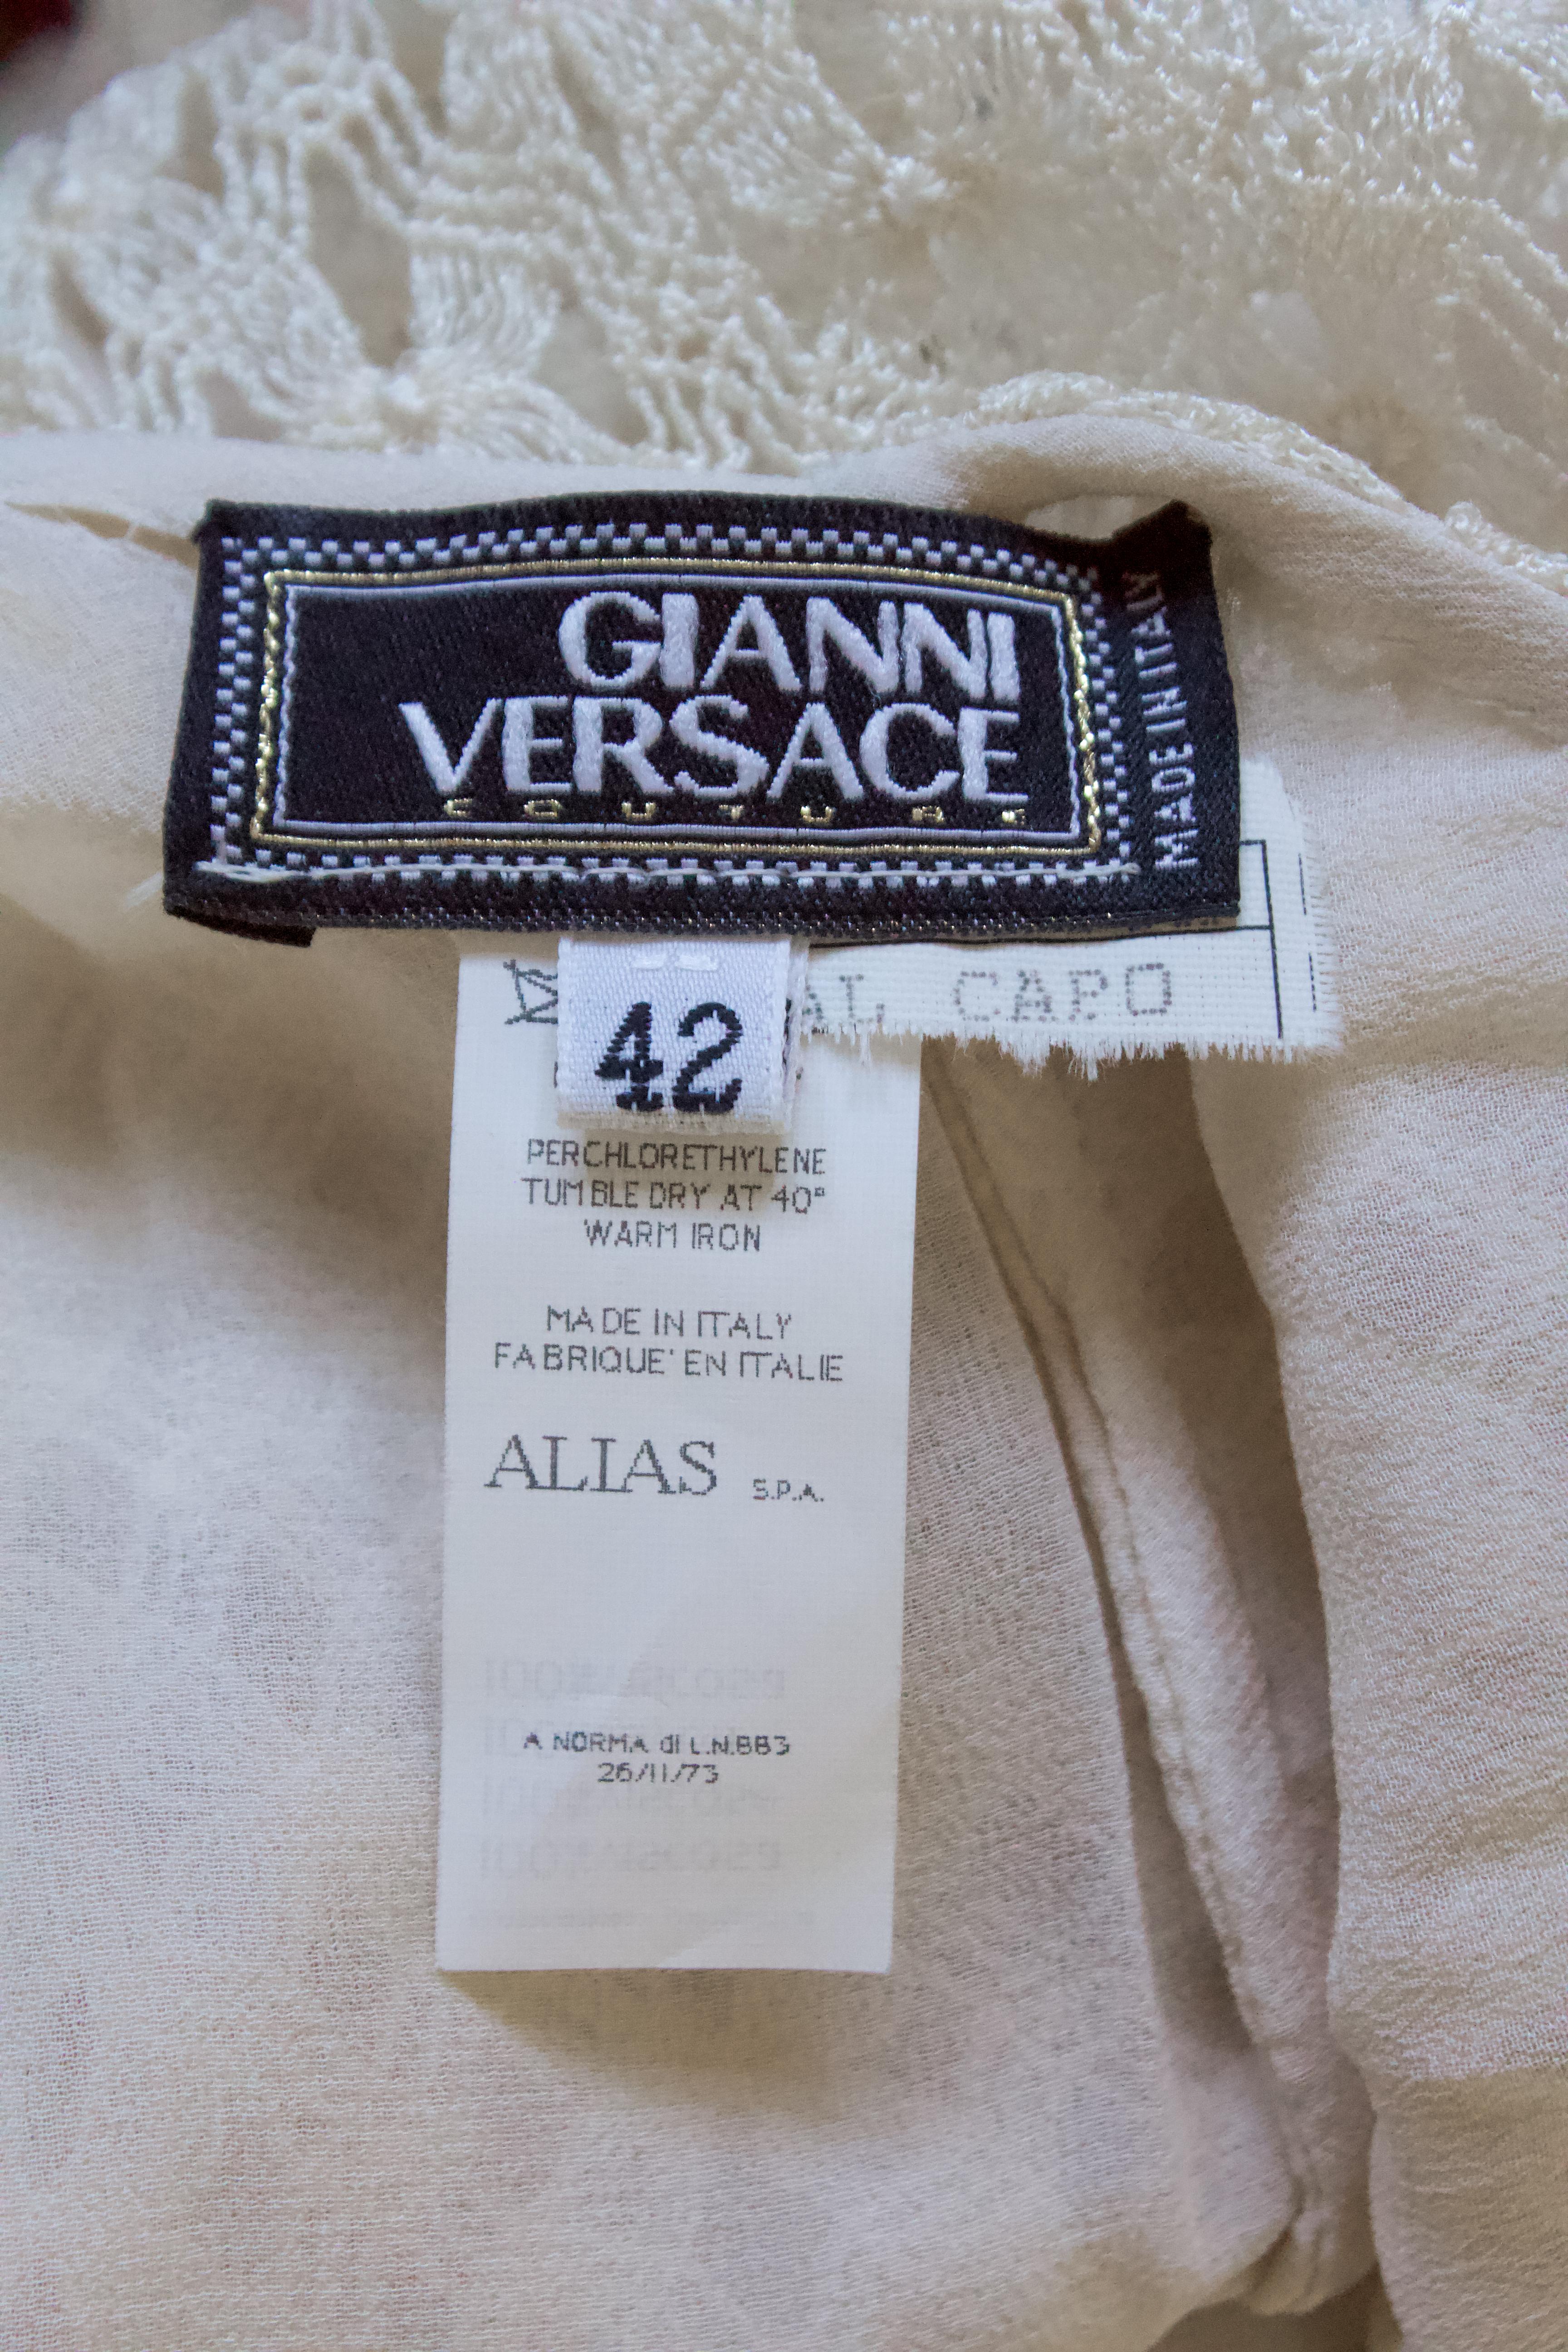 GIANNI
VERSACE
COUTURE
MADE IN ITALY
CAPO
42
PERCHLORETHYLENE
TUMBLE DRY AT 40°
WARM IRON
MADE IN ITALY
FABRIQUE' EN ITALIE
ALIAS S.P.A.
A NORMA di L.N.883
26/11/73